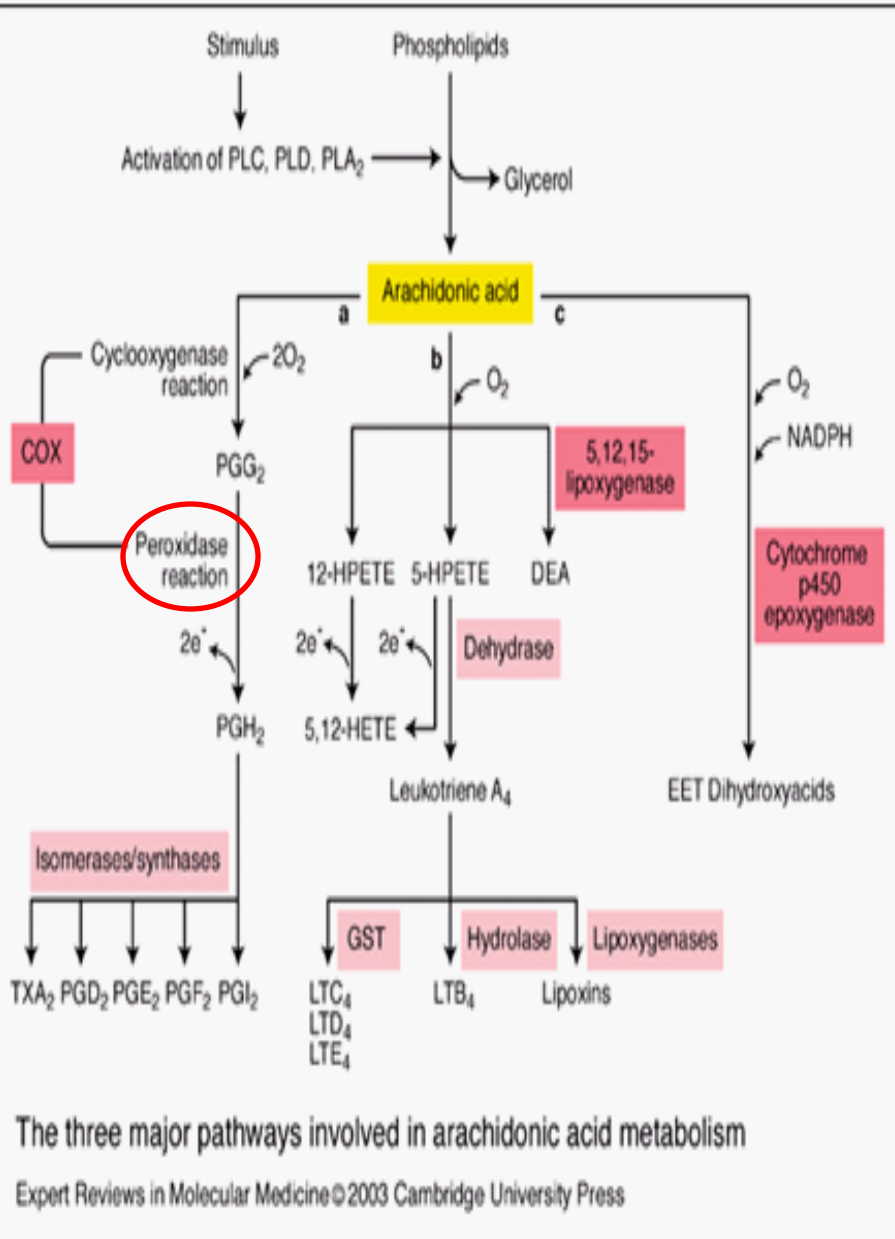 Stimulus
Phospholipids
Activation of PLC, PLD, PLA₂
Glycerol
Arachidonic acid
a
c
b
Cyclooxygenase
reaction
2O₂
O₂
O₂
NADPH
COX
PGG₂
5,12,15-
lipoxygenase
Peroxidase
reaction
12-HPETE
5-HPETE
DEA
Cytochrome
p450
epoxygenase
2e⁻
2e⁻
2e⁻
Dehydrase
PGH₂
5,12-HETE
Leukotriene A₄
EET Dihydroxyacids
Isomerases/synthases
GST
Hydrolase
Lipoxygenases
TXA₂ PGD₂ PGE₂ PGF₂ PGI₂
LTC₄
LTD₄
LTE₄
LTB₄
Lipoxins
The three major pathways involved in arachidonic acid metabolism
Expert Reviews in Molecular Medicine©2003 Cambridge University Press